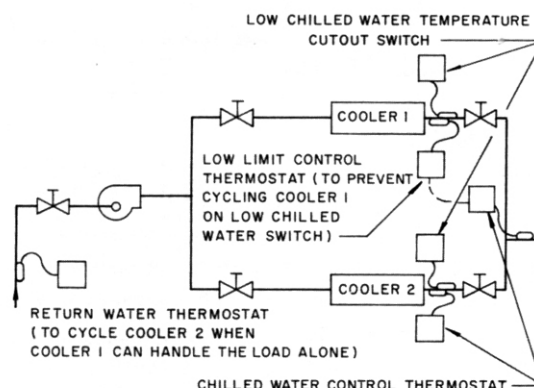 LOW CHILLED WATER TEMPERATURE
CUTOUT SWITCH
COOLER 1
LOW LIMIT CONTROL
THERMOSTAT (TO PREVENT
CYCLING COOLER 1
ON LOW CHILLED
WATER SWITCH)
COOLER 2
RETURN WATER THERMOSTAT
(TO CYCLE COOLER 2 WHEN
COOLER 1 CAN HANDLE THE LOAD ALONE)
CHILLED WATER CONTROL THERMOSTAT